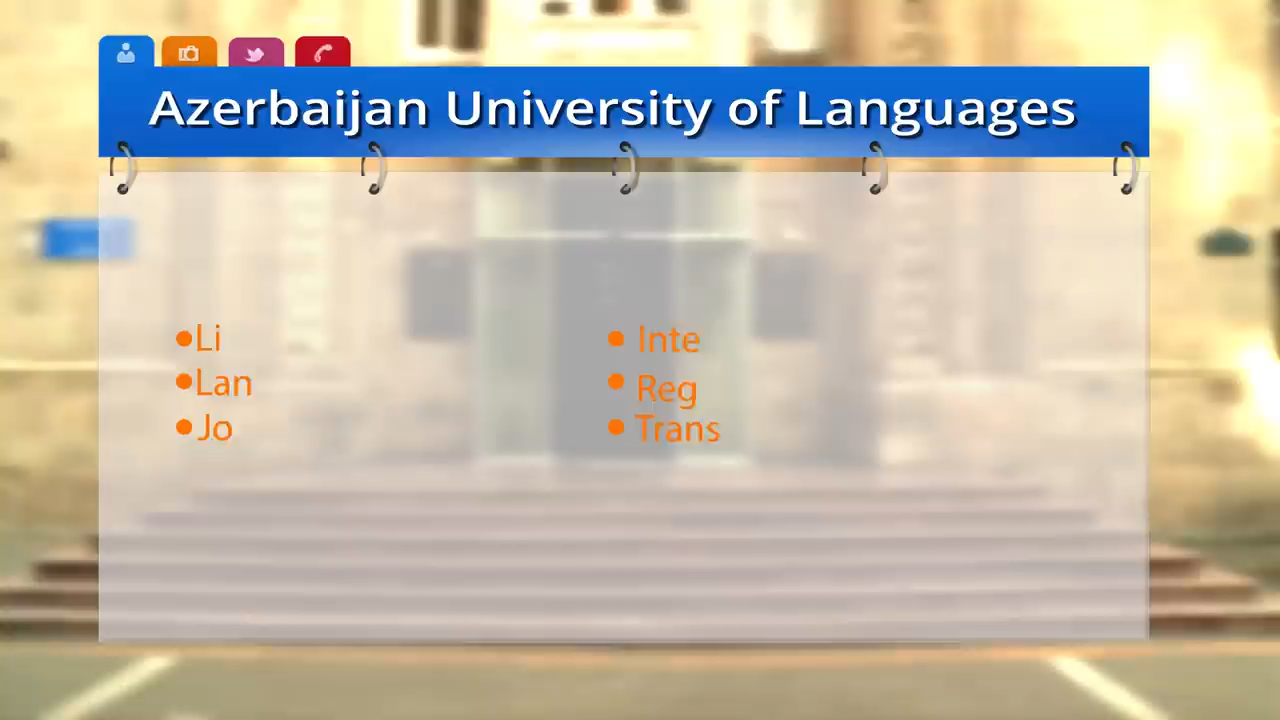 Azerbaijan University of Languages
•Li
•Lan
•Jo
• Inte
• Reg
• Trans